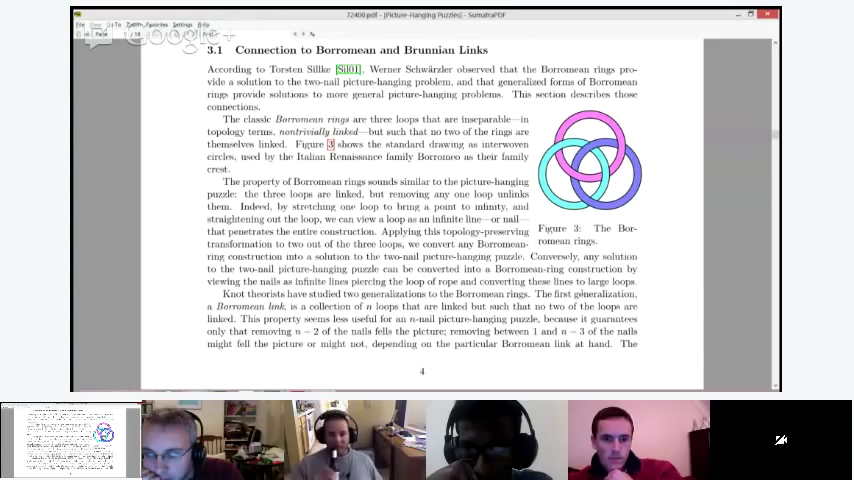 72400.pdf - [Picture-Hanging Puzzles] - SumatraPDF
File View Go To Zoom Favorites Settings Help
Google+
3.1 Connection to Borromean and Brunnian Links
According to Torsten Sillke [Sil01], Werner Schwärzler observed that the Borromean rings pro-
vide a solution to the two-nail picture-hanging problem, and that generalized forms of Borromean
rings provide solutions to more general picture-hanging problems. This section describes those
connections.
The classic Borromean rings are three loops that are inseparable—in
topology terms, nontrivially linked—but such that no two of the rings are
themselves linked. Figure 3 shows the standard drawing as interwoven
circles, used by the Italian Renaissance family Borromeo as their family
crest.
The property of Borromean rings sounds similar to the picture-hanging
puzzle: the three loops are linked, but removing any one loop unlinks
them. Indeed, by stretching one loop to bring a point to infinity, and
straightening out the loop, we can view a loop as an infinite line—or nail—
that penetrates the entire construction. Applying this topology-preserving
transformation to two out of the three loops, we convert any Borromean-
Figure 3: The Bor-
romean rings.
ring construction into a solution to the two-nail picture-hanging puzzle. Conversely, any solution
to the two-nail picture-hanging puzzle can be converted into a Borromean-ring construction by
viewing the nails as infinite lines piercing the loop of rope and converting these lines to large loops.
Knot theorists have studied two generalizations to the Borromean rings. The first generalization,
a Borromean link, is a collection of n loops that are linked but such that no two of the loops are
linked. This property seems less useful for an n-nail picture-hanging puzzle, because it guarantees
only that removing n − 2 of the nails fells the picture; removing between 1 and n − 3 of the nails
might fell the picture or might not, depending on the particular Borromean link at hand. The
4